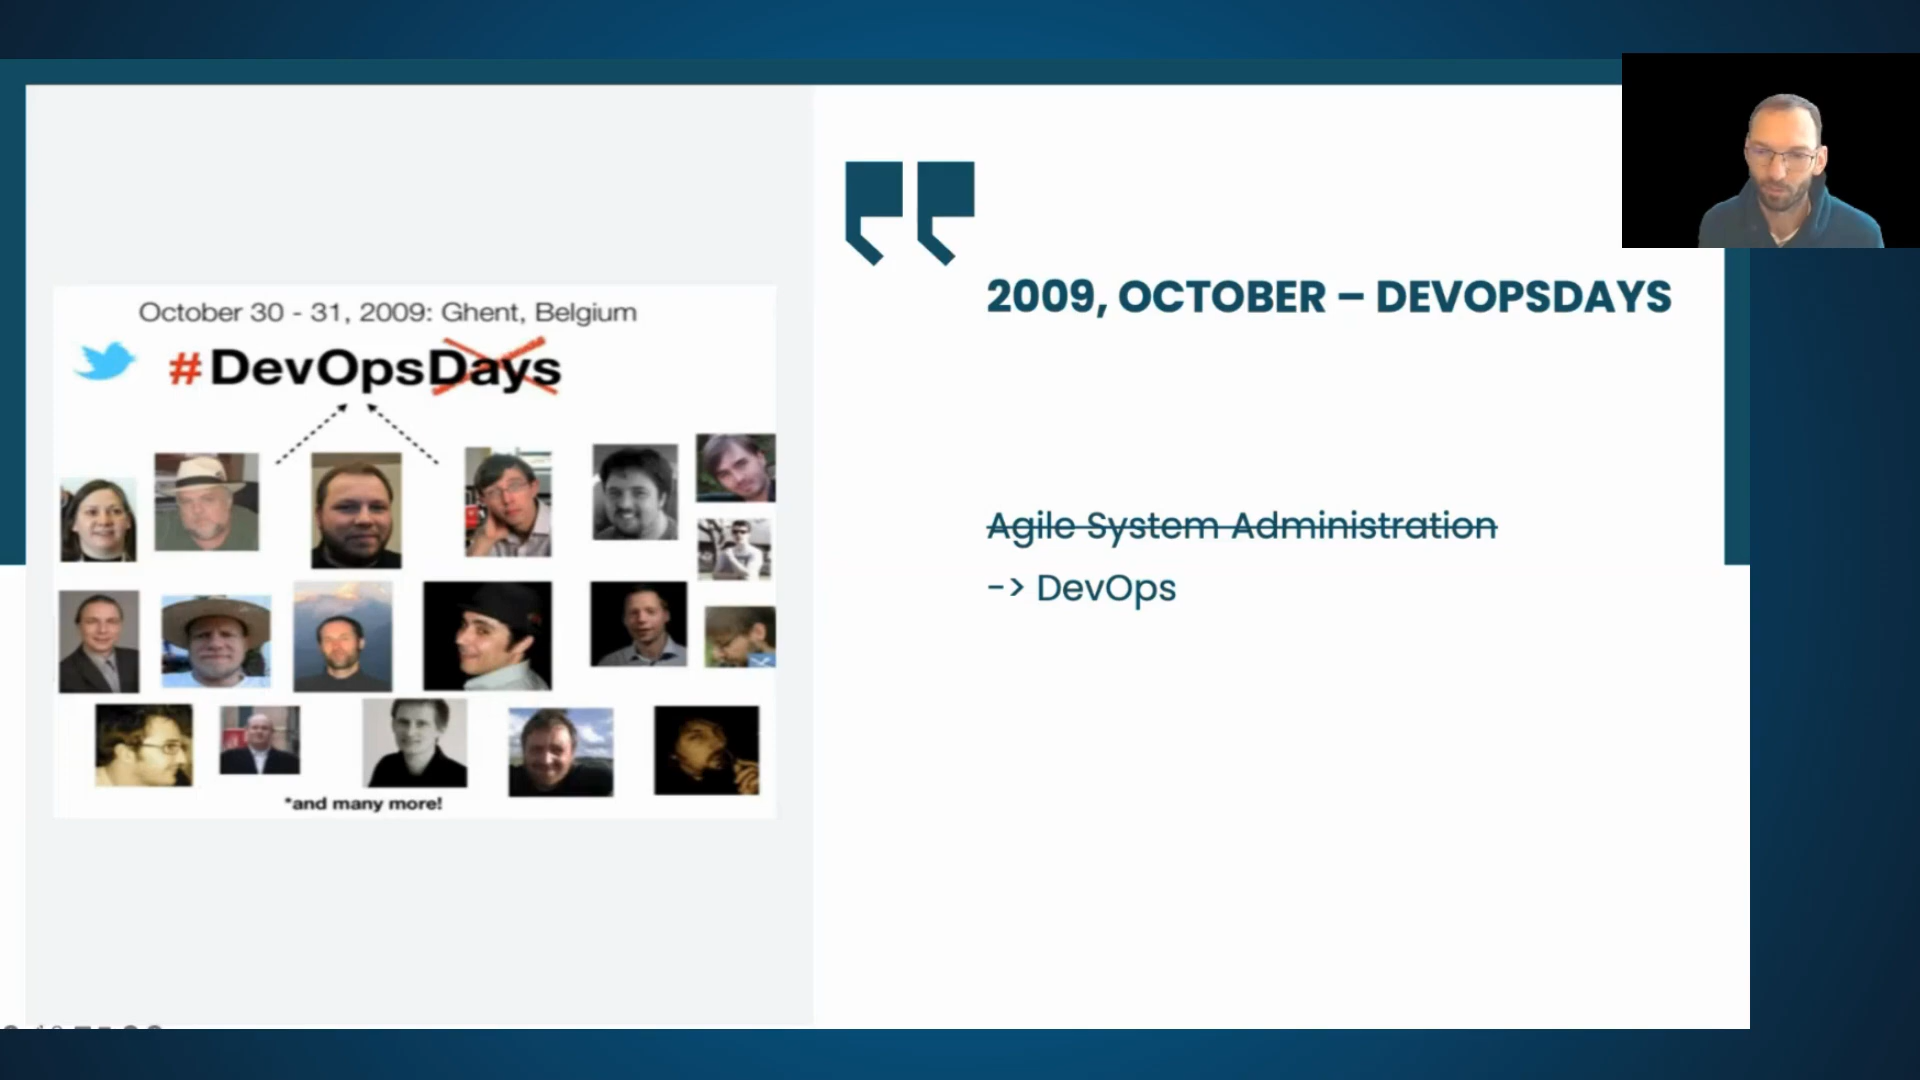 October 30 - 31, 2009: Ghent, Belgium
#DevOpsDays
*and many more!
2009, OCTOBER – DEVOPSDAYS
Agile System Administration
-> DevOps